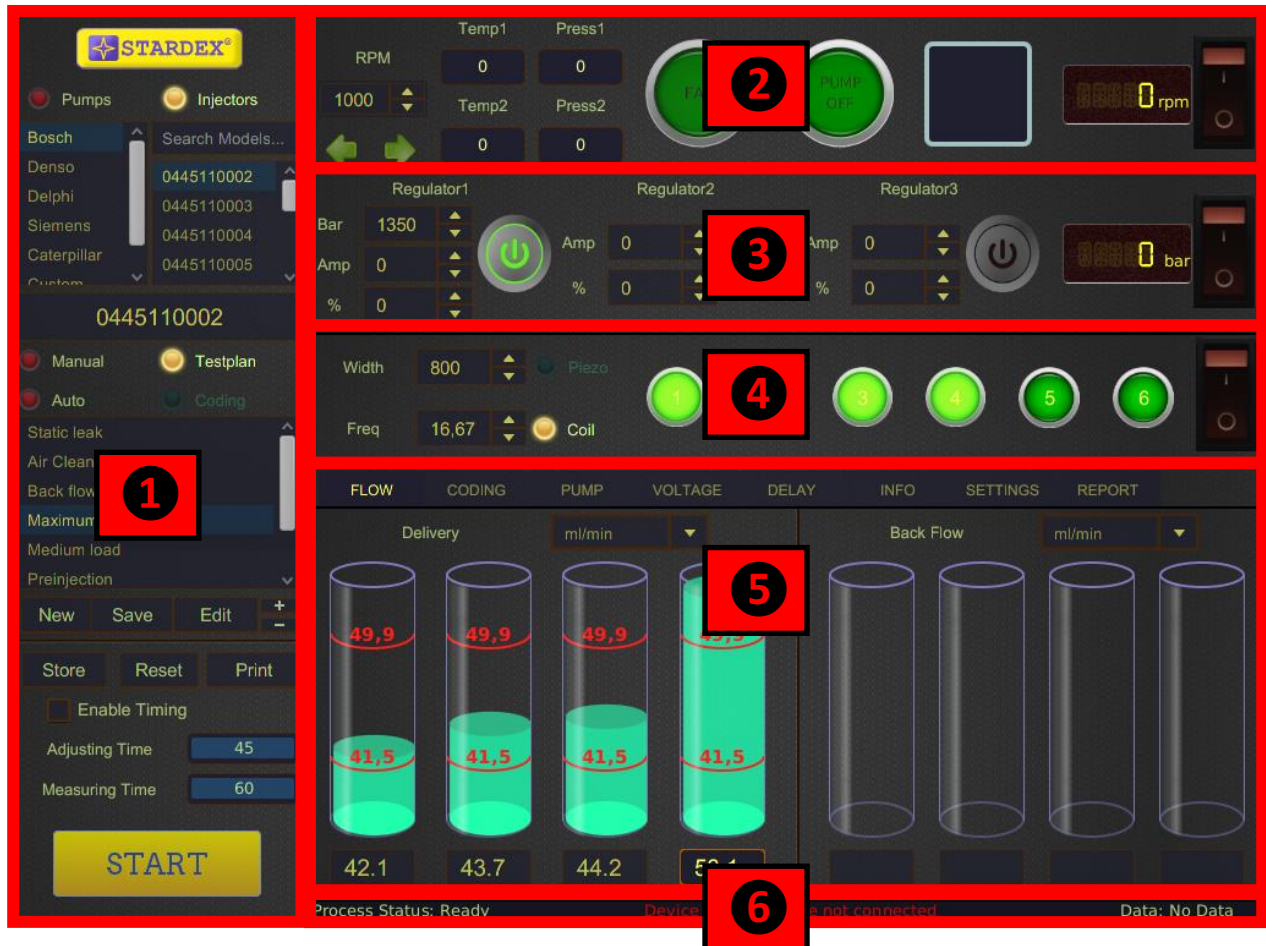 STARDEX®
Pumps Injectors
Bosch
Denso
Delphi
Siemens
Caterpillar
Custom
Search Models...
0445110002
0445110003
0445110004
0445110005
0445110002
Manual Testplan
Auto Coding
Static leak
Air Clean
Back flow
Maximum
Medium load
Preinjection
New Save Edit + −
Store Reset Print
Enable Timing
Adjusting Time 45
Measuring Time 60
START
1
RPM
1000
Temp1 Press1
0 0
Temp2 Press2
0 0
2
PUMP
OFF
0 rpm
I
O
Regulator1 Regulator2 Regulator3
Bar 1350
Amp 0
% 0
Amp 0
% 0
3
Amp 0
% 0
0 bar
I
O
Width 800 Piezo
Freq 16,67 Coil
1 4 3 4 5 6
I
O
FLOW CODING PUMP VOLTAGE DELAY INFO SETTINGS REPORT
Delivery ml/min
5
Back Flow ml/min
49,9 49,9 49,9
41,5 41,5 41,5 41,5
42.1 43.7 44.2
Process Status: Ready
Device
6
not connected
Data: No Data